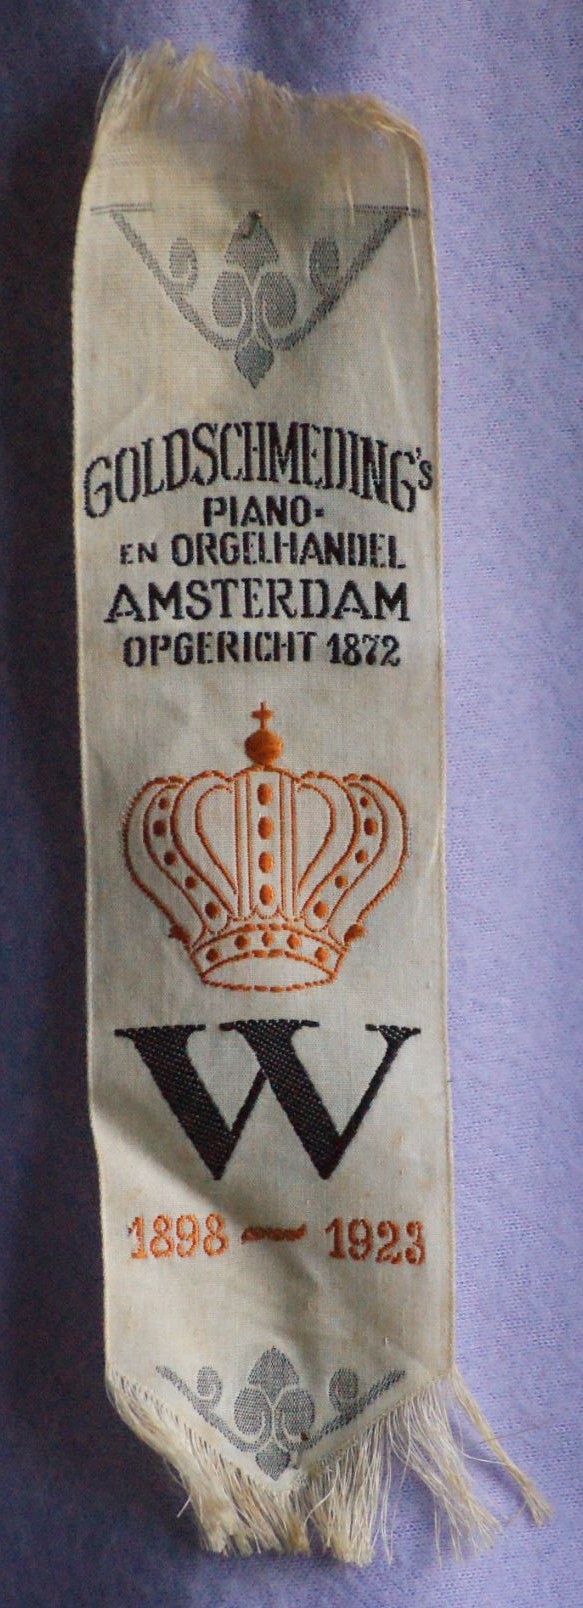 GOLDSCHMEDING's
PIANO-
EN ORGELHANDEL
AMSTERDAM
OPGERICHT 1872
W
1898 — 1923